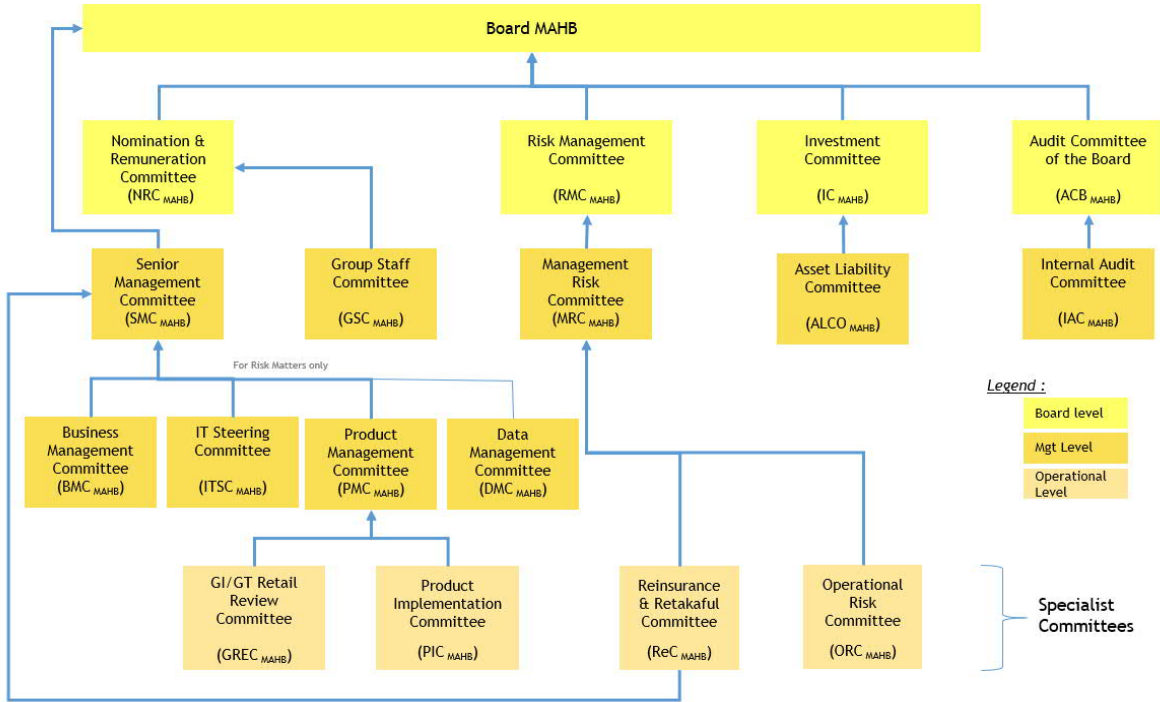 Board MAHB
Nomination &
Remuneration
Committee
(NRC MAHB)
Risk Management
Committee
(RMC MAHB)
Investment
Committee
(IC MAHB)
Audit Committee
of the Board
(ACB MAHB)
Senior
Management
Committee
(SMC MAHB)
Group Staff
Committee
(GSC MAHB)
Management
Risk
Committee
(MRC MAHB)
Asset Liability
Committee
(ALCO MAHB)
Internal Audit
Committee
(IAC MAHB)
For Risk Matters only
Legend :
Board level
Mgt Level
Operational
Level
Business
Management
Committee
(BMC MAHB)
IT Steering
Committee
(ITSC MAHB)
Product
Management
Committee
(PMC MAHB)
Data
Management
Committee
(DMC MAHB)
GI/GT Retail
Review
Committee
(GREC MAHB)
Product
Implementation
Committee
(PIC MAHB)
Reinsurance
& Retakaful
Committee
(ReC MAHB)
Operational
Risk
Committee
(ORC MAHB)
Specialist
Committees